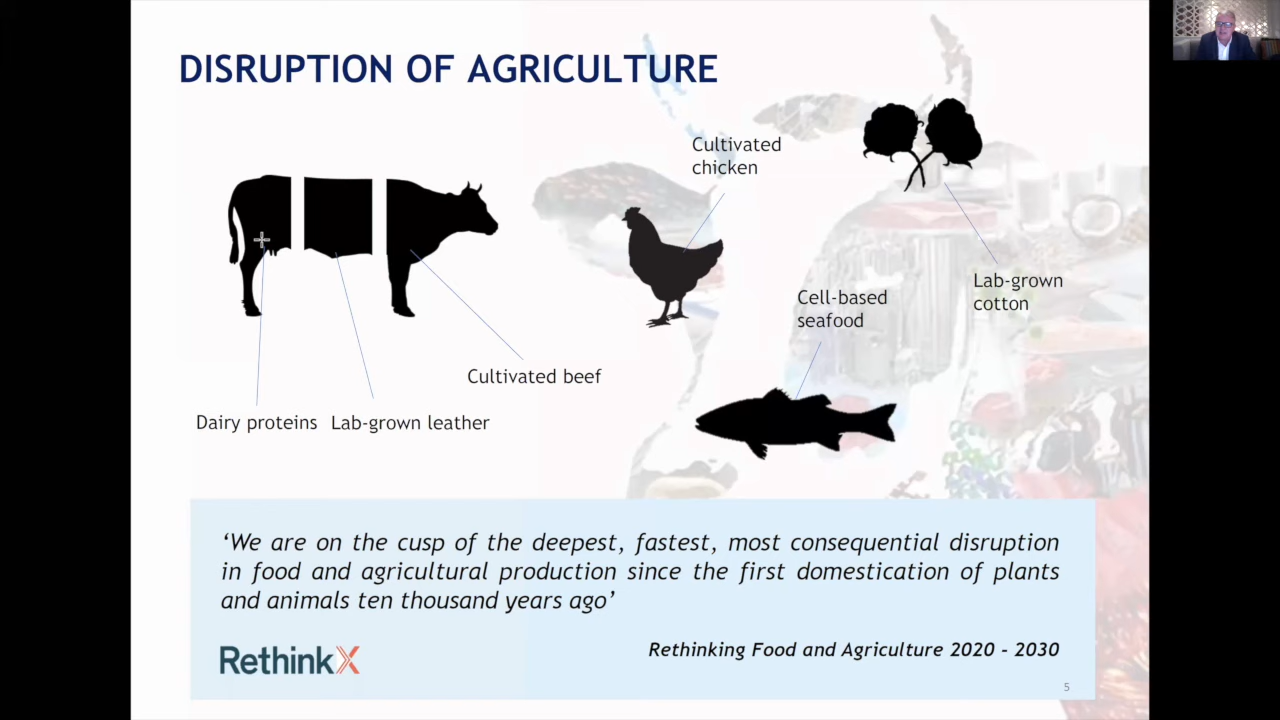 DISRUPTION OF AGRICULTURE
Cultivated
chicken
Lab-grown
cotton
Cell-based
seafood
Cultivated beef
Dairy proteins
Lab-grown leather
‘We are on the cusp of the deepest, fastest, most consequential disruption
in food and agricultural production since the first domestication of plants
and animals ten thousand years ago’
RethinkX
Rethinking Food and Agriculture 2020 - 2030
5